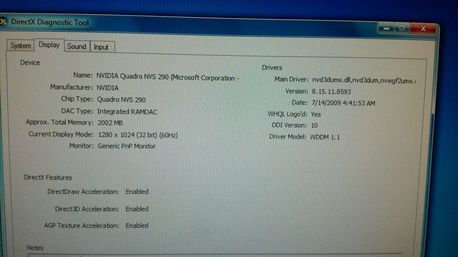 DirectX Diagnostic Tool
System Display Sound Input
Device
Name: NVIDIA Quadro NVS 290 (Microsoft Corporation -
Manufacturer: NVIDIA
Chip Type: Quadro NVS 290
DAC Type: Integrated RAMDAC
Approx. Total Memory: 2002 MB
Current Display Mode: 1280 x 1024 (32 bit) (60Hz)
Monitor: Generic PnP Monitor
Drivers
Main Driver: nvd3dumx.dll,nvd3dum,nvwgf2umx.
Version: 8.15.11.8593
Date: 7/14/2009 4:41:53 AM
WHQL Logo'd: Yes
DDI Version: 10
Driver Model: WDDM 1.1
DirectX Features
DirectDraw Acceleration: Enabled
Direct3D Acceleration: Enabled
AGP Texture Acceleration: Enabled
Notes